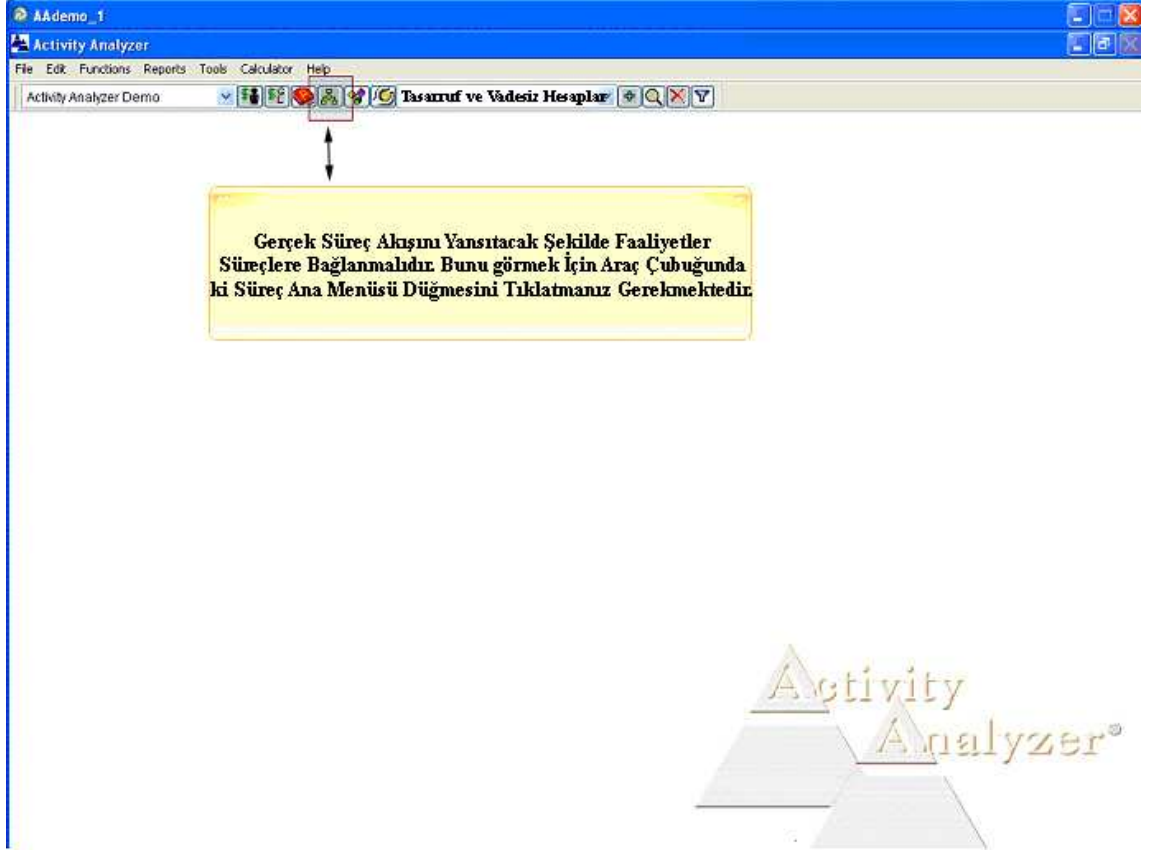 AAdemo_1
Activity Analyzer
File Edit Functions Reports Tools Calculator Help
Activity Analyzer Demo Tasarruf ve Vadesiz Hesaplar
Gerçek Süreç Akışını Yansıtacak Şekilde Faaliyetler
Süreçlere Bağlanmalıdır. Bunu görmek İçin Araç Çubuğunda
ki Süreç Ana Menüsü Düğmesini Tıklatmanız Gerekmektedir.
Activity
Analyzer®